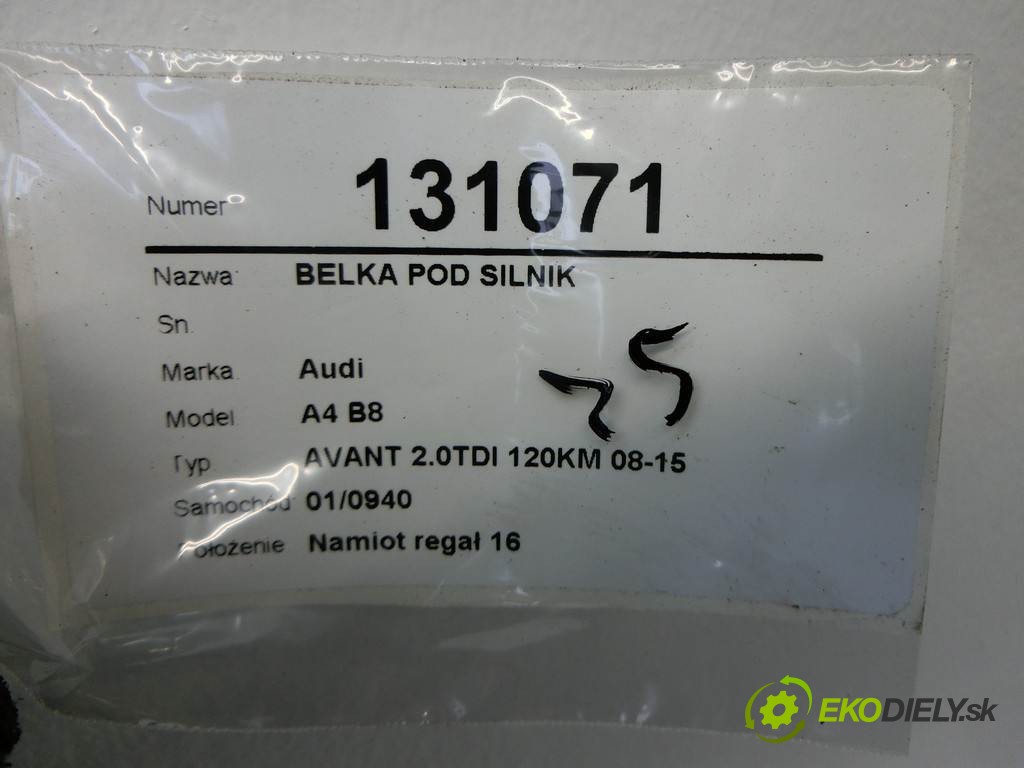 Numer 131071
Nazwa BELKA POD SILNIK
Sn.
Marka Audi
Model A4 B8
Typ AVANT 2.0TDI 120KM 08-15
Samochód 01/0940
Położenie Namiot regał 16
EKODIELY.sk